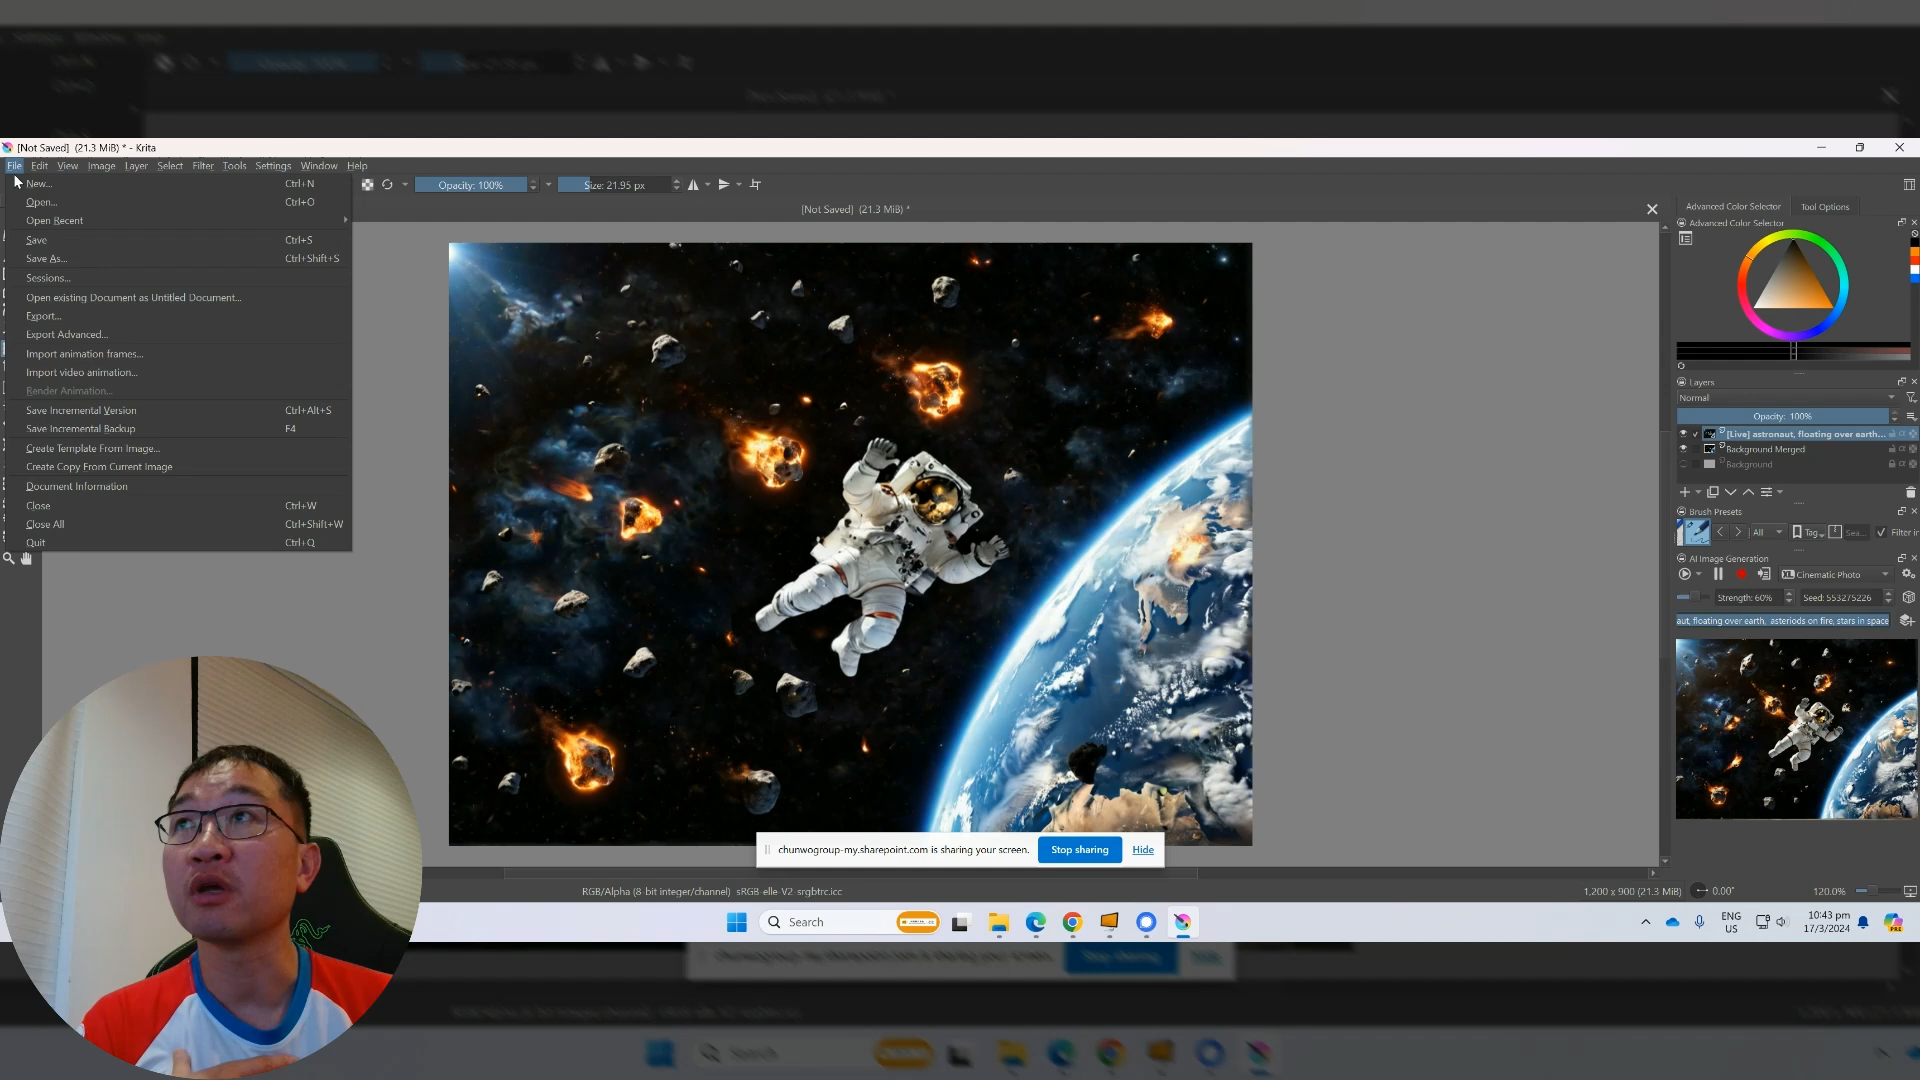 [Not Saved] (21.3 MiB) * - Krita
File Edit View Image Layer Select Filter Tools Settings Window Help
New... Ctrl+N
Open... Ctrl+O
Open Recent
Save Ctrl+S
Save As... Ctrl+Shift+S
Sessions...
Open existing Document as Untitled Document...
Export...
Export Advanced...
Import animation frames...
Import video animation...
Render Animation...
Save Incremental Version Ctrl+Alt+S
Save Incremental Backup F4
Create Template From Image...
Create Copy From Current Image
Document Information
Close Ctrl+W
Close All Ctrl+Shift+W
Quit Ctrl+Q
Opacity: 100%
Size: 21.95 px
[Not Saved] (21.3 MiB) *
Advanced Color Selector Tool Options
Advanced Color Selector
Layers
Normal
Opacity: 100%
[Live] astronaut, floating over earth...
Background Merged
Background
Brush Presets
All Tag Sea... Filter in
AI Image Generation
XL Cinematic Photo
Strength: 60% Seed: 553275226
aut, floating over earth, asteriods on fire, stars in space
chunwogroup-my.sharepoint.com is sharing your screen. Stop sharing Hide
RGB/Alpha (8-bit integer/channel) sRGB-elle-V2-srgbtrc.icc
1,200 x 900 (21.3 MiB) 0.00° 120.0%
Search
ENG
US
10:43 pm
17/3/2024
PRE